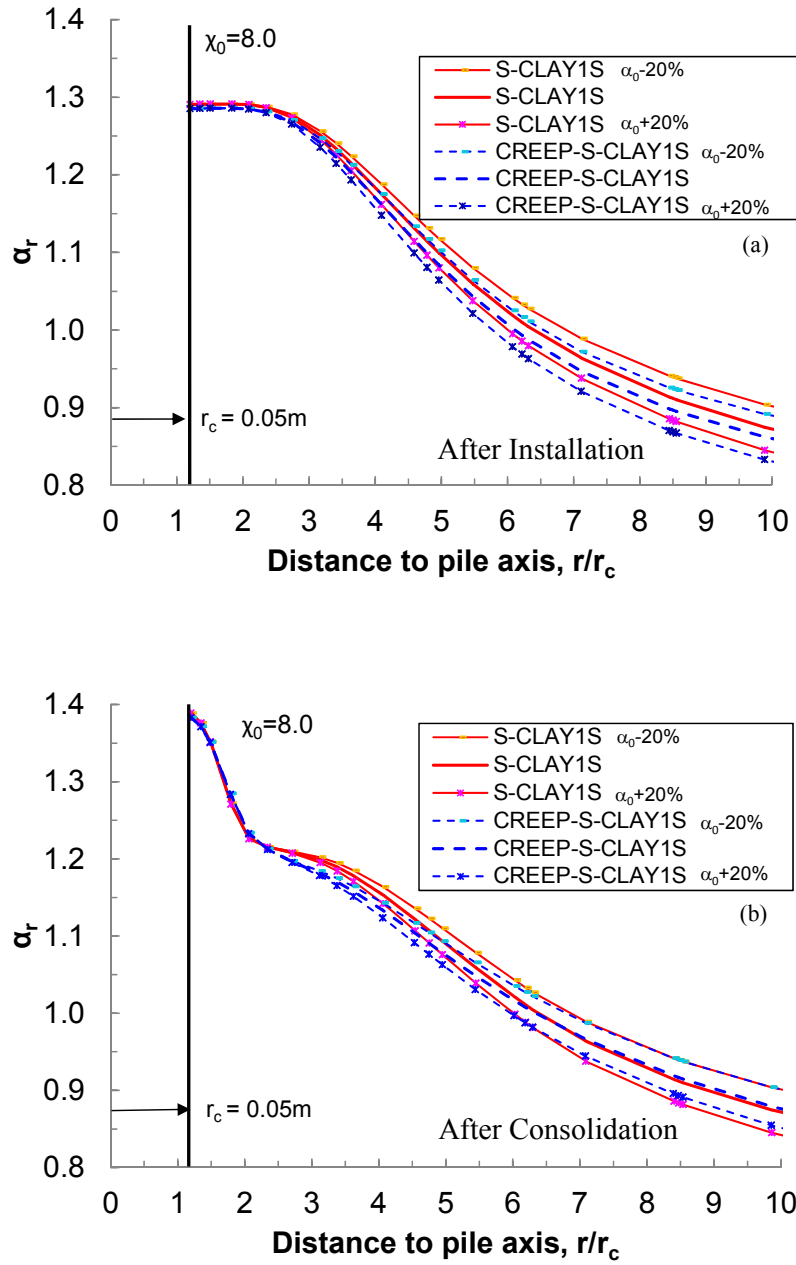 1.4
1.3
1.2
1.1
1.0
0.9
0.8
αr
χ0=8.0
S-CLAY1S α0-20%
S-CLAY1S
S-CLAY1S α0+20%
CREEP-S-CLAY1S α0-20%
CREEP-S-CLAY1S
CREEP-S-CLAY1S α0+20%
(a)
rc = 0.05m
After Installation
0 1 2 3 4 5 6 7 8 9 10
Distance to pile axis, r/rc
1.4
1.3
1.2
1.1
1.0
0.9
0.8
αr
χ0=8.0
S-CLAY1S α0-20%
S-CLAY1S
S-CLAY1S α0+20%
CREEP-S-CLAY1S α0-20%
CREEP-S-CLAY1S
CREEP-S-CLAY1S α0+20%
(b)
rc = 0.05m
After Consolidation
0 1 2 3 4 5 6 7 8 9 10
Distance to pile axis, r/rc